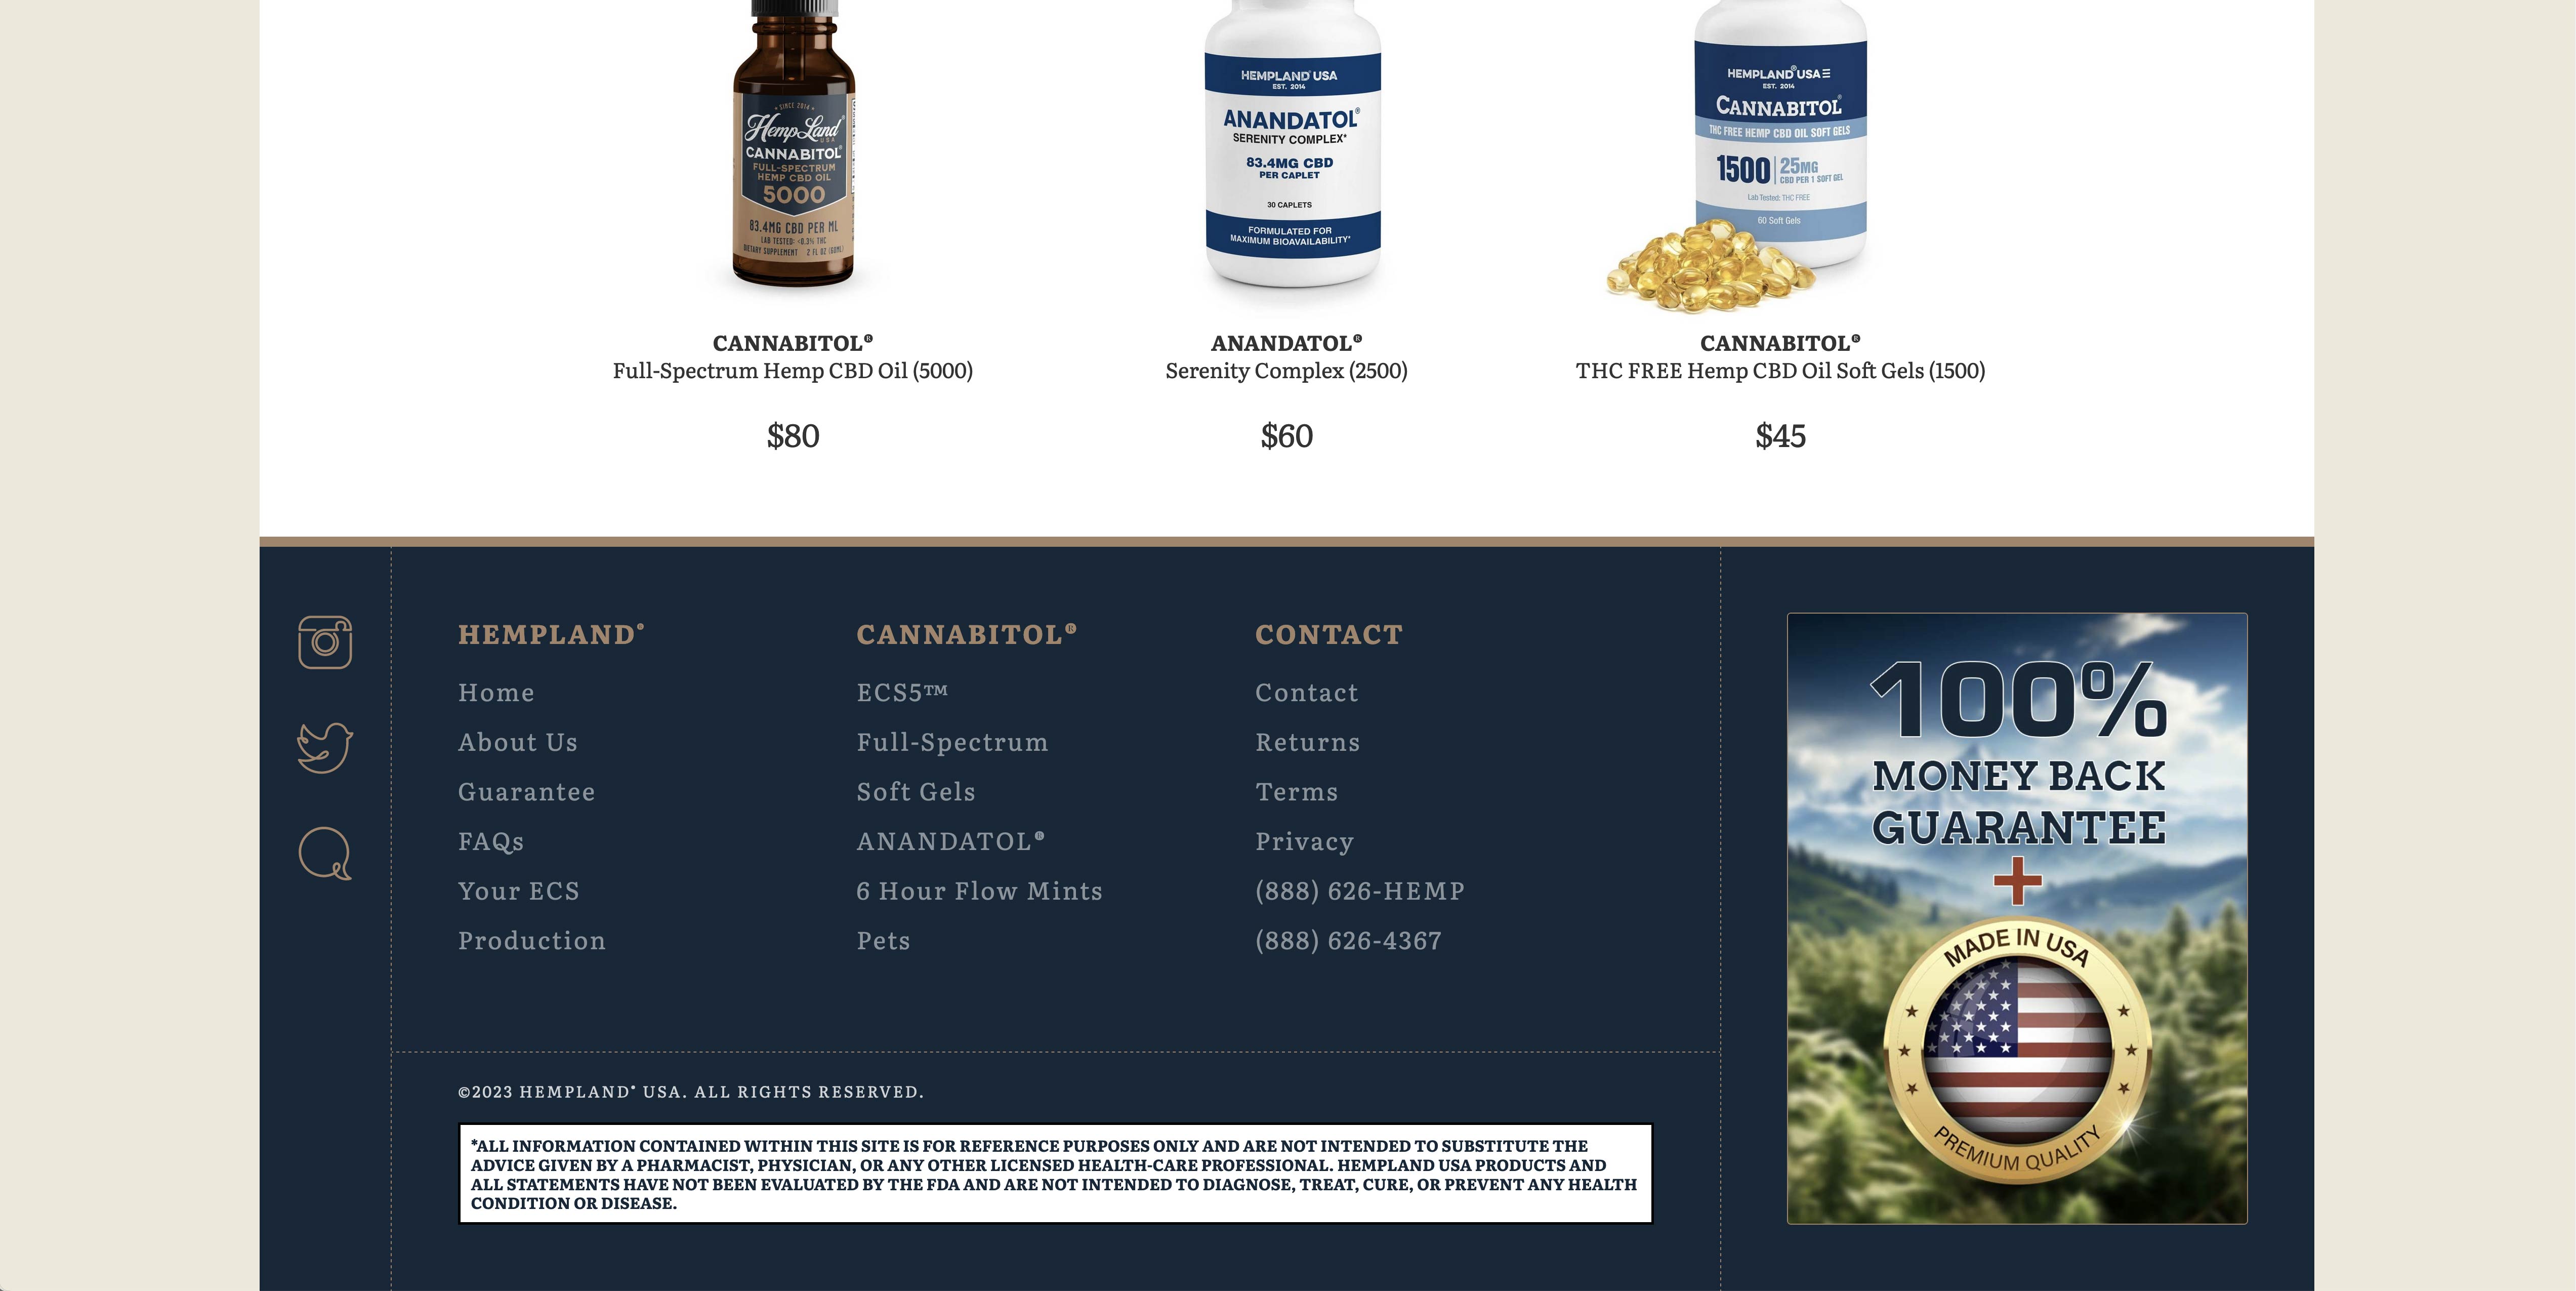 • SINCE 2014 •
HempLand®
USA
CANNABITOL®
FULL-SPECTRUM
HEMP CBD OIL
5000
83.4MG CBD PER ML
LAB TESTED: <0.3% THC
DIETARY SUPPLEMENT 2 FL OZ (60ML)
HEMPLAND® USA
EST. 2014
ANANDATOL®
SERENITY COMPLEX*
83.4MG CBD
PER CAPLET
30 CAPLETS
FORMULATED FOR
MAXIMUM BIOAVAILABILITY*
HEMPLAND® USA
EST. 2014
CANNABITOL®
THC FREE HEMP CBD OIL SOFT GELS
1500 25MG
CBD PER 1 SOFT GEL
Lab Tested: THC FREE
60 Soft Gels
CANNABITOL®
Full-Spectrum Hemp CBD Oil (5000)
$80
ANANDATOL®
Serenity Complex (2500)
$60
CANNABITOL®
THC FREE Hemp CBD Oil Soft Gels (1500)
$45
HEMPLAND®
Home
About Us
Guarantee
FAQs
Your ECS
Production
CANNABITOL®
ECS5™
Full-Spectrum
Soft Gels
ANANDATOL®
6 Hour Flow Mints
Pets
CONTACT
Contact
Returns
Terms
Privacy
(888) 626-HEMP
(888) 626-4367
©2023 HEMPLAND® USA. ALL RIGHTS RESERVED.
*ALL INFORMATION CONTAINED WITHIN THIS SITE IS FOR REFERENCE PURPOSES ONLY AND ARE NOT INTENDED TO SUBSTITUTE THE
ADVICE GIVEN BY A PHARMACIST, PHYSICIAN, OR ANY OTHER LICENSED HEALTH-CARE PROFESSIONAL. HEMPLAND USA PRODUCTS AND
ALL STATEMENTS HAVE NOT BEEN EVALUATED BY THE FDA AND ARE NOT INTENDED TO DIAGNOSE, TREAT, CURE, OR PREVENT ANY HEALTH
CONDITION OR DISEASE.
100%
MONEY BACK
GUARANTEE
+
MADE IN USA
PREMIUM QUALITY